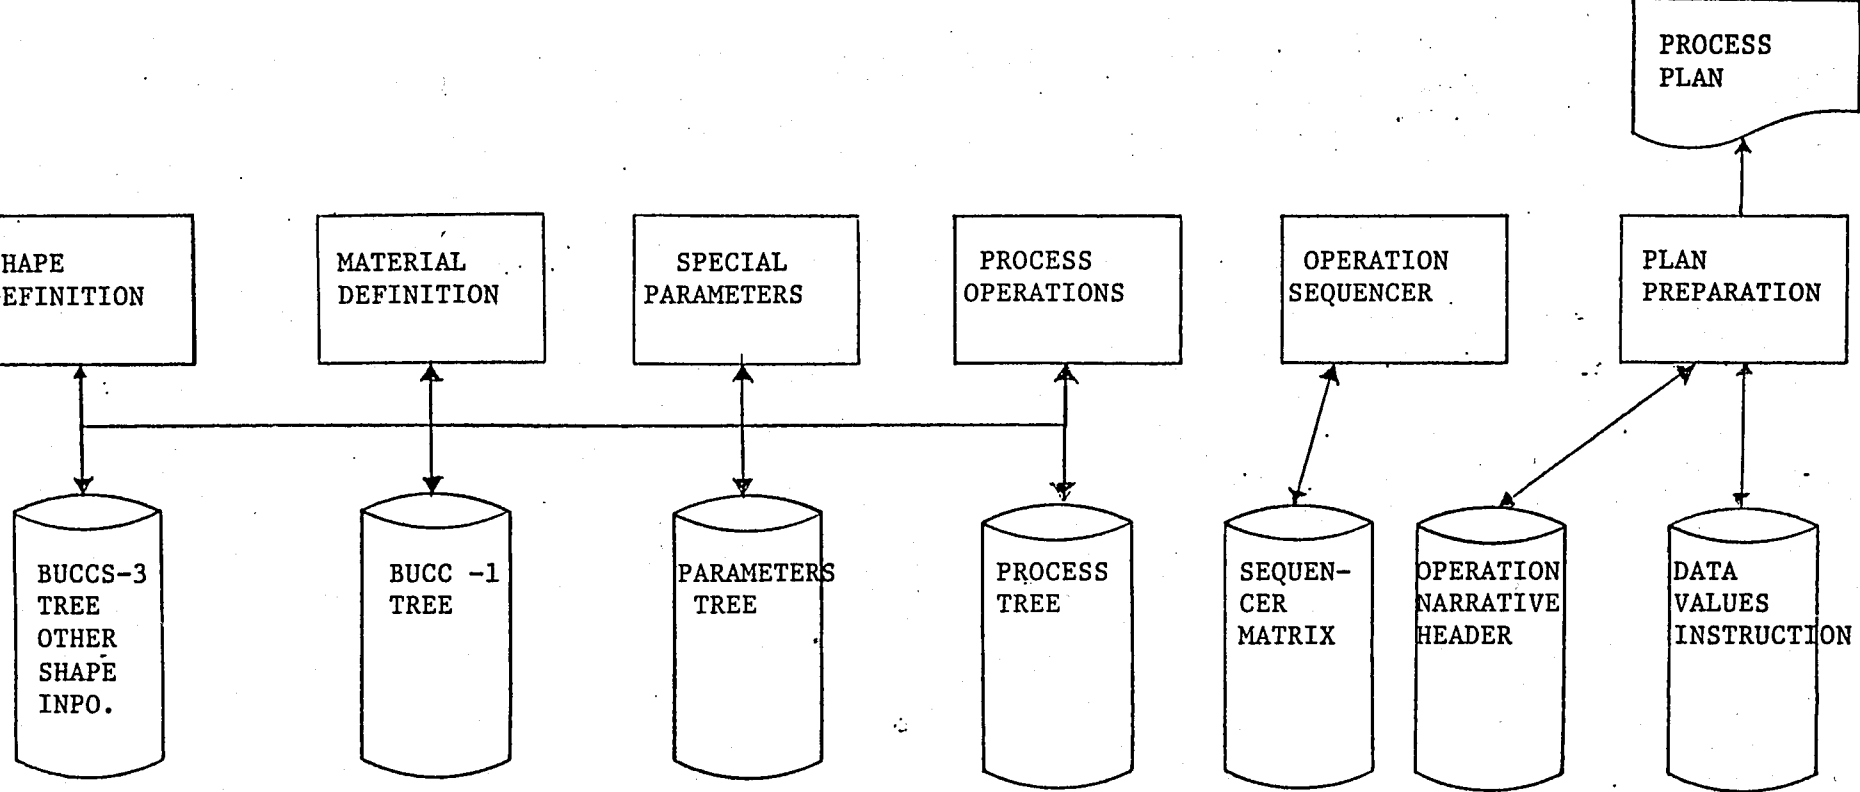 PROCESS
PLAN
HAPE
EFINITION
MATERIAL
DEFINITION
SPECIAL
PARAMETERS
PROCESS
OPERATIONS
OPERATION
SEQUENCER
PLAN
PREPARATION
BUCCS-3
TREE
OTHER
SHAPE
INPO.
BUCC -1
TREE
PARAMETERS
TREE
PROCESS
TREE
SEQUEN-
CER
MATRIX
OPERATION
NARRATIVE
HEADER
DATA
VALUES
INSTRUCTION